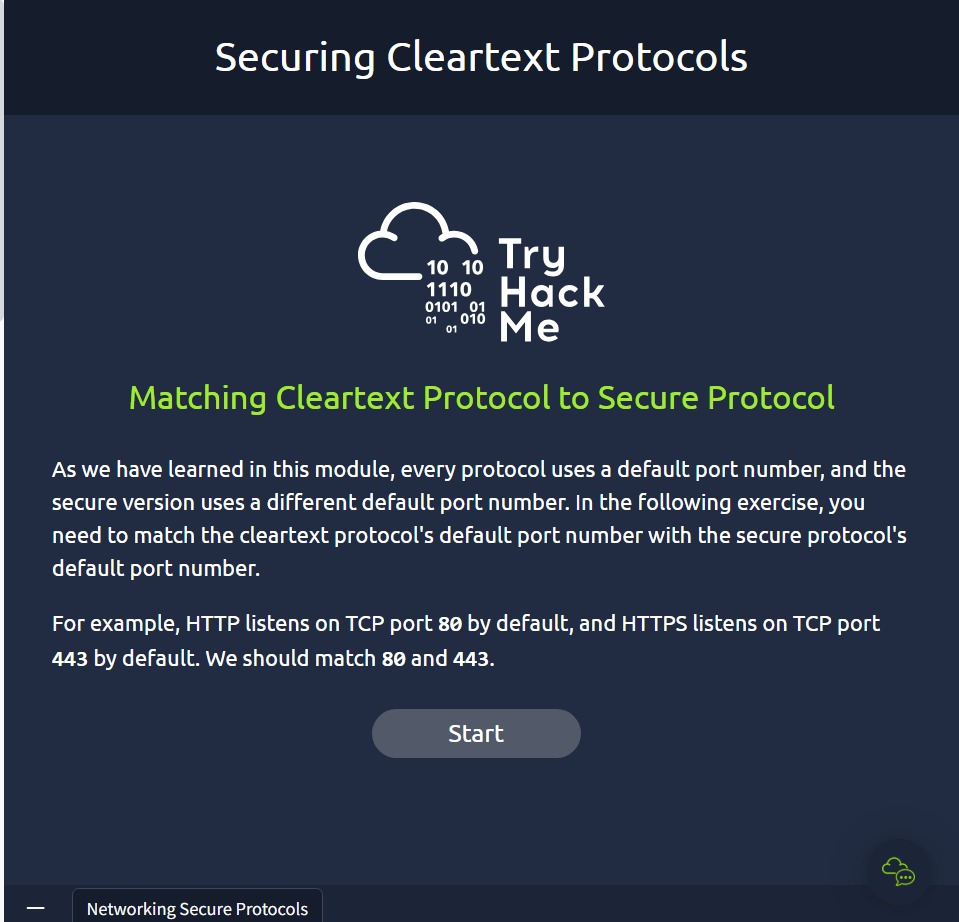 Securing Cleartext Protocols
10 10
1110
0101 01
01 010
01
Try
Hack
Me
Matching Cleartext Protocol to Secure Protocol
As we have learned in this module, every protocol uses a default port number, and the
secure version uses a different default port number. In the following exercise, you
need to match the cleartext protocol's default port number with the secure protocol's
default port number.
For example, HTTP listens on TCP port 80 by default, and HTTPS listens on TCP port
443 by default. We should match 80 and 443.
Start
Networking Secure Protocols